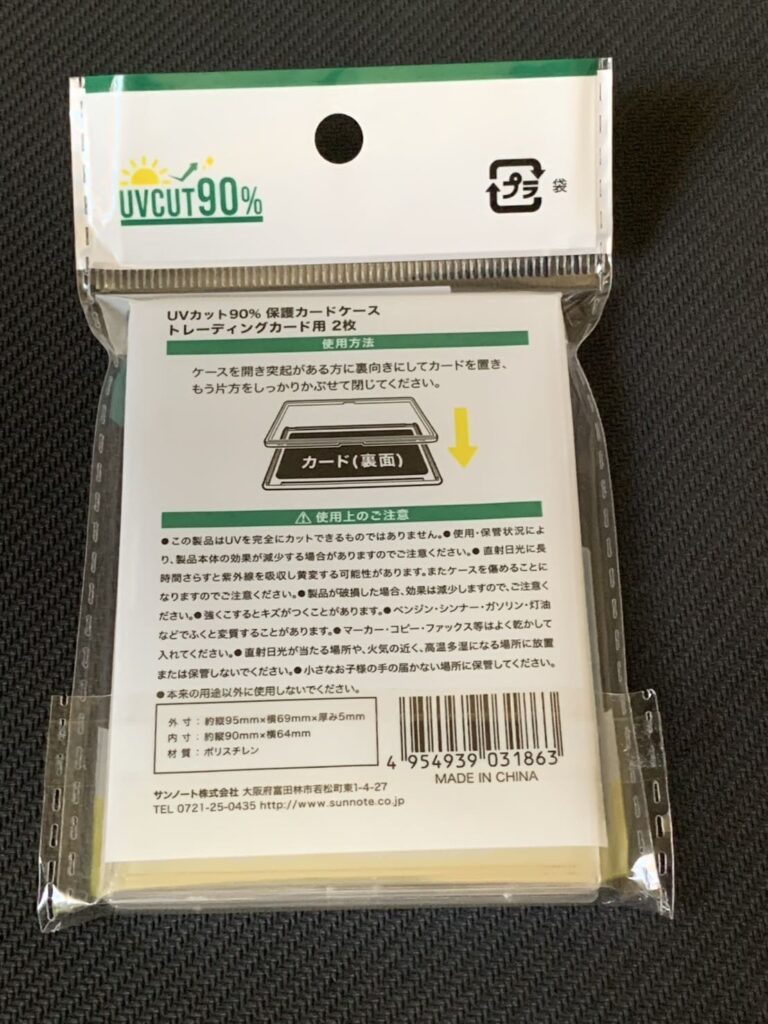 UVCUT90%
プラ
袋
UVカット90% 保護カードケース
トレーディングカード用 2枚
使用方法
ケースを開き突起がある方に裏向きにしてカードを置き、
もう片方をしっかりかぶせて閉じてください。
カード(裏面)
⚠使用上のご注意
●この製品はUVを完全にカットできるものではありません。●使用・保管状況によ
り、製品本体の効果が減少する場合がありますのでご注意ください。●直射日光に長
時間さらすと紫外線を吸収し黄変する可能性があります。またケースを傷めることに
なりますのでご注意ください。●製品が破損した場合、効果は減少しますので、ご注意く
ださい。●強くこするとキズがつくことがあります。●ベンジン・シンナー・ガソリン・灯油
などでふくと変質することがあります。●マーカー・コピー・ファックス等はよく乾かして
入れてください。●直射日光が当たる場所や、火気の近く、高温多湿になる場所に放置
または保管しないでください。●小さなお子様の手の届かない場所に保管してください。
●本来の用途以外に使用しないでください。
外寸：約縦95mm×横69mm×厚み5mm
内寸：約縦90mm×横64mm
材質：ポリスチレン
4 954939 031863
MADE IN CHINA
サンノート株式会社 大阪府富田林市若松町東1-4-27
TEL 0721-25-0435 http://www.sunnote.co.jp